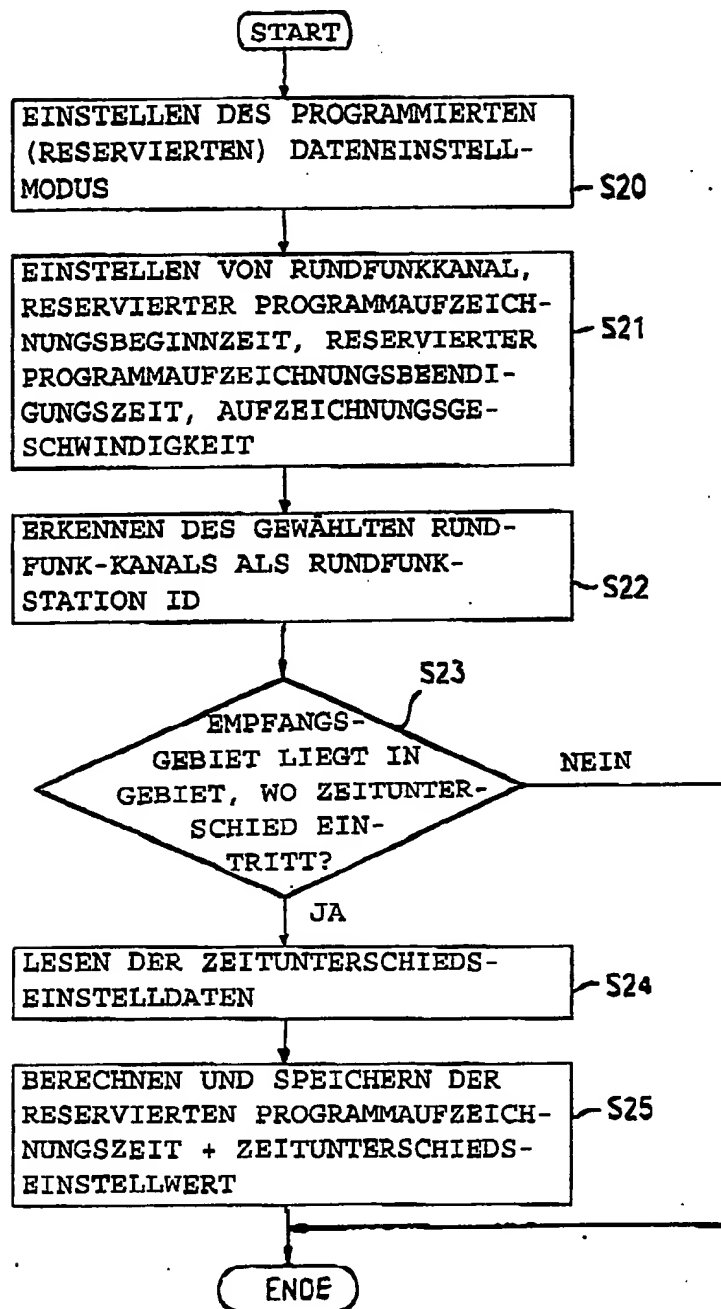 START
EINSTELLEN DES PROGRAMMIERTEN
(RESERVIERTEN) DATENEINSTELL-
MODUS
S20
EINSTELLEN VON RUNDFUNKKANAL,
RESERVIERTER PROGRAMMAUFZEICH-
NUNGSBEGINNZEIT, RESERVIERTER
PROGRAMMAUFZEICHNUNGSBEENDI-
GUNGSZEIT, AUFZEICHNUNGSGE-
SCHWINDIGKEIT
S21
ERKENNEN DES GEWÄHLTEN RUND-
FUNK-KANALS ALS RUNDFUNK-
STATION ID
S22
S23
EMPFANGS-
GEBIET LIEGT IN
GEBIET, WO ZEITUNTER-
SCHIED EIN-
TRITT?
NEIN
JA
LESEN DER ZEITUNTERSCHIEDS-
EINSTELLDATEN
S24
BERECHNEN UND SPEICHERN DER
RESERVIERTEN PROGRAMMAUFZEICH-
NUNGSZEIT + ZEITUNTERSCHIEDS-
EINSTELLWERT
S25
ENDE